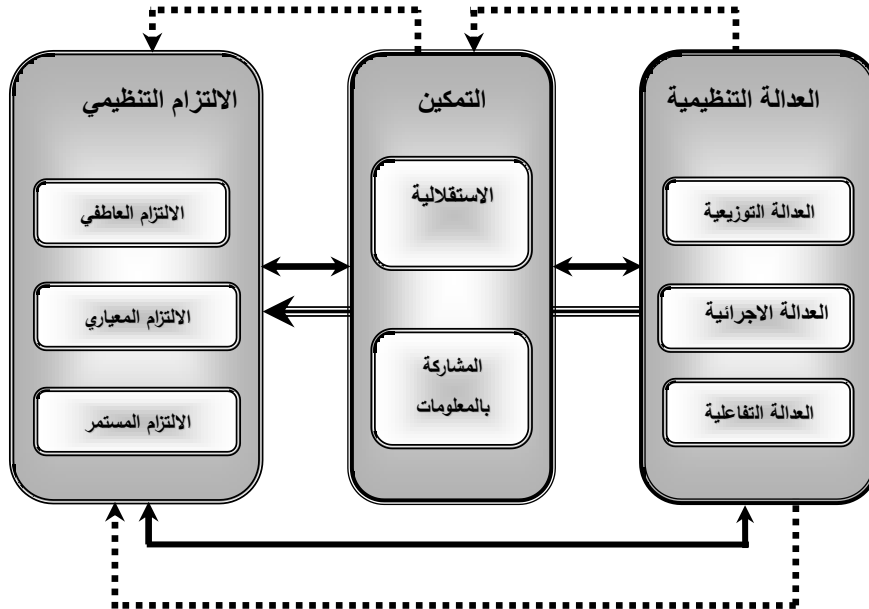 العدالة التنظيمية
العدالة التوزيعية
العدالة الاجرائية
العدالة التفاعلية
التمكين
الاستقلالية
المشاركة
بالمعلومات
الالتزام التنظيمي
الالتزام العاطفي
الالتزام المعياري
الالتزام المستمر